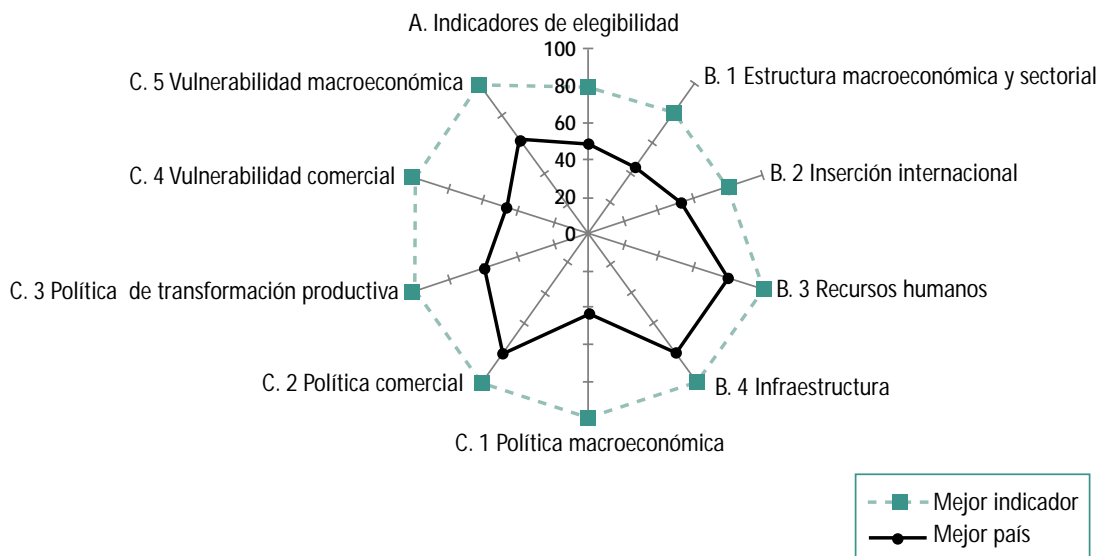 A. Indicadores de elegibilidad
100
C. 5 Vulnerabilidad macroeconómica
B. 1 Estructura macroeconómica y sectorial
80
60
C. 4 Vulnerabilidad comercial
40
B. 2 Inserción internacional
20
0
C. 3 Política de transformación productiva
B. 3 Recursos humanos
C. 2 Política comercial
B. 4 Infraestructura
C. 1 Política macroeconómica
Mejor indicador
Mejor país